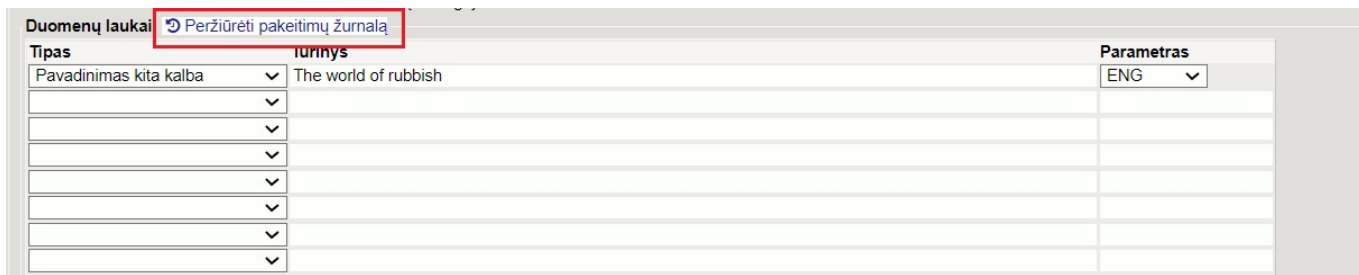 Duomenų laukai Peržiūrėti pakeitimų žurnalą
Tipas Turinys Parametras
Pavadinimas kita kalba The world of rubbish ENG